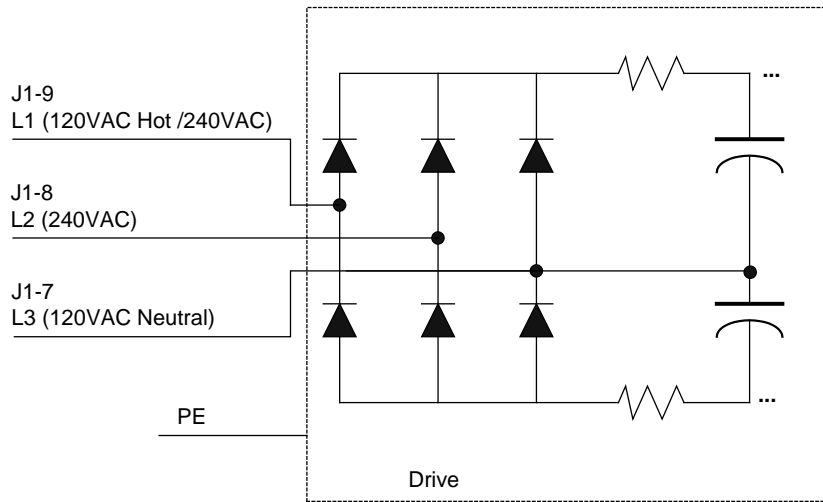 J1-9
L1 (120VAC Hot /240VAC)
J1-8
L2 (240VAC)
J1-7
L3 (120VAC Neutral)
PE
Drive
...
...